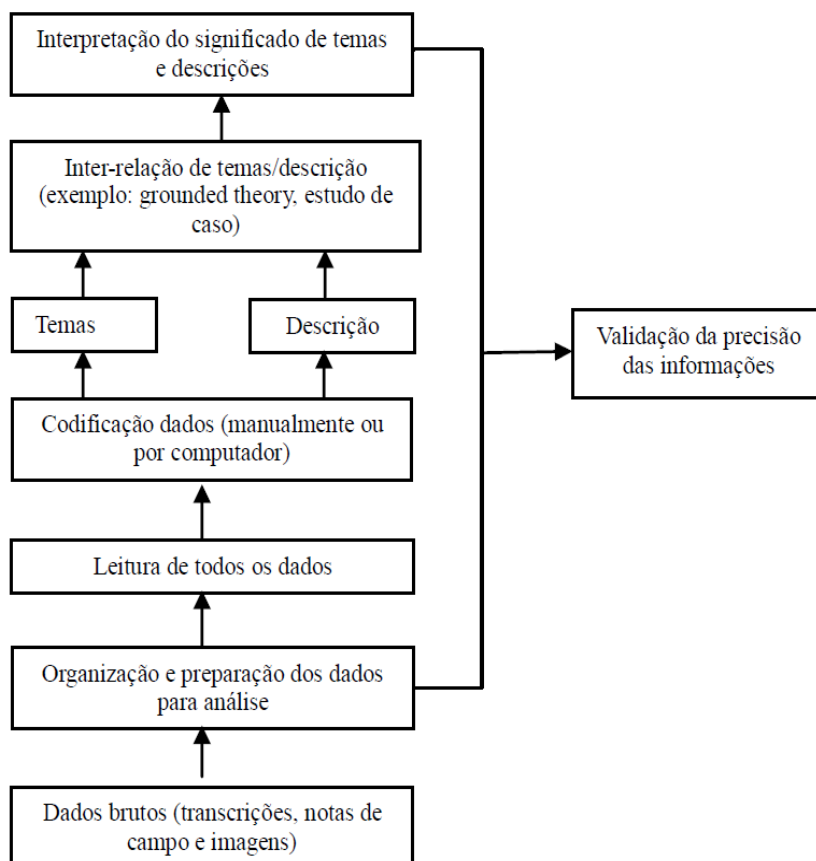 Interpretação do significado de temas
e descrições
Inter-relação de temas/descrição
(exemplo: grounded theory, estudo de
caso)
Temas
Descrição
Validação da precisão
das informações
Codificação dados (manualmente ou
por computador)
Leitura de todos os dados
Organização e preparação dos dados
para análise
Dados brutos (transcrições, notas de
campo e imagens)